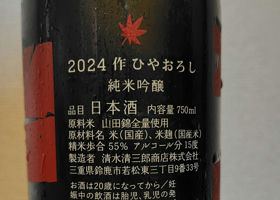 2024 作 ひやおろし
純米吟醸
品目 日本酒 内容量 750ml
原料米 山田錦全量使用
原材料名 米(国産)、米麹(国産米)
精米歩合 55% アルコール分 15度
製造者 清水清三郎商店株式会社
三重県鈴鹿市若松東三丁目9番33号
お酒は20歳になってから/妊
娠中の飲酒は胎児、乳児の発